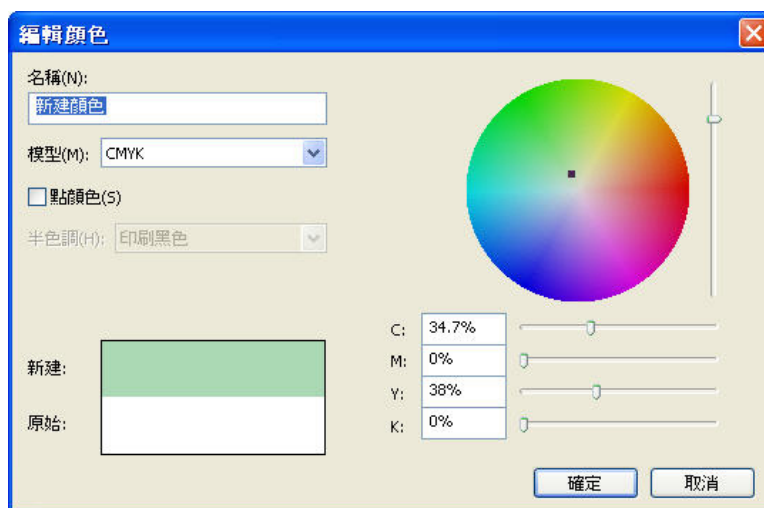 編輯顏色
名稱(N):
新建顏色
模型(M): CMYK
點顏色(S)
半色調(H): 印刷黑色
新建:
原始:
C: 34.7%
M: 0%
Y: 38%
K: 0%
確定 取消